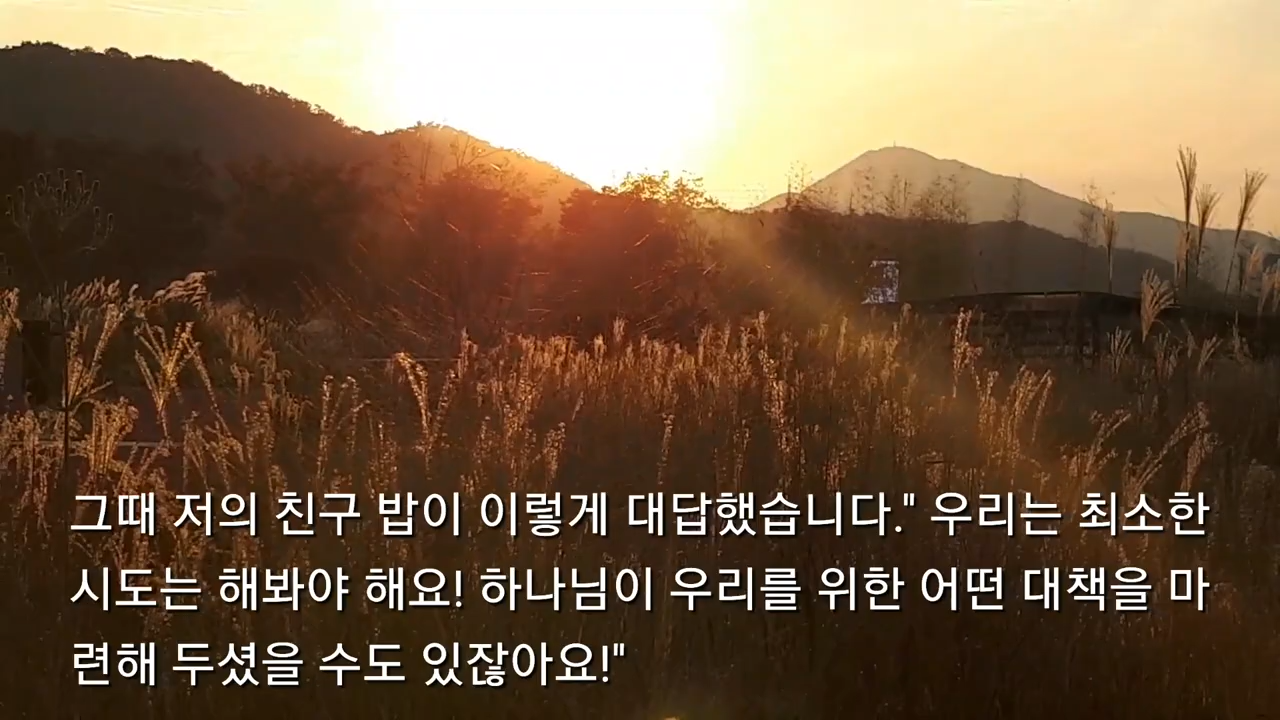 그때 저의 친구 밥이 이렇게 대답했습니다." 우리는 최소한
시도는 해봐야 해요! 하나님이 우리를 위한 어떤 대책을 마
련해 두셨을 수도 있잖아요!"